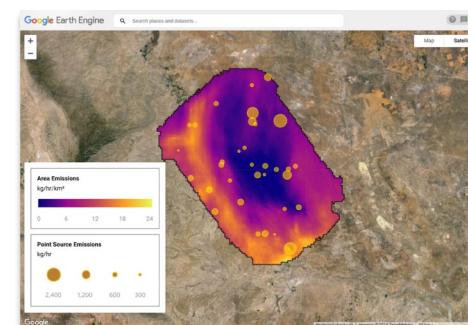 Google Earth Engine
Search places and datasets...
+
−
Map
Satell
Area Emissions
kg/hr/km²
0 6 12 18 24
Point Source Emissions
kg/hr
2,400 1,200 600 300
Google